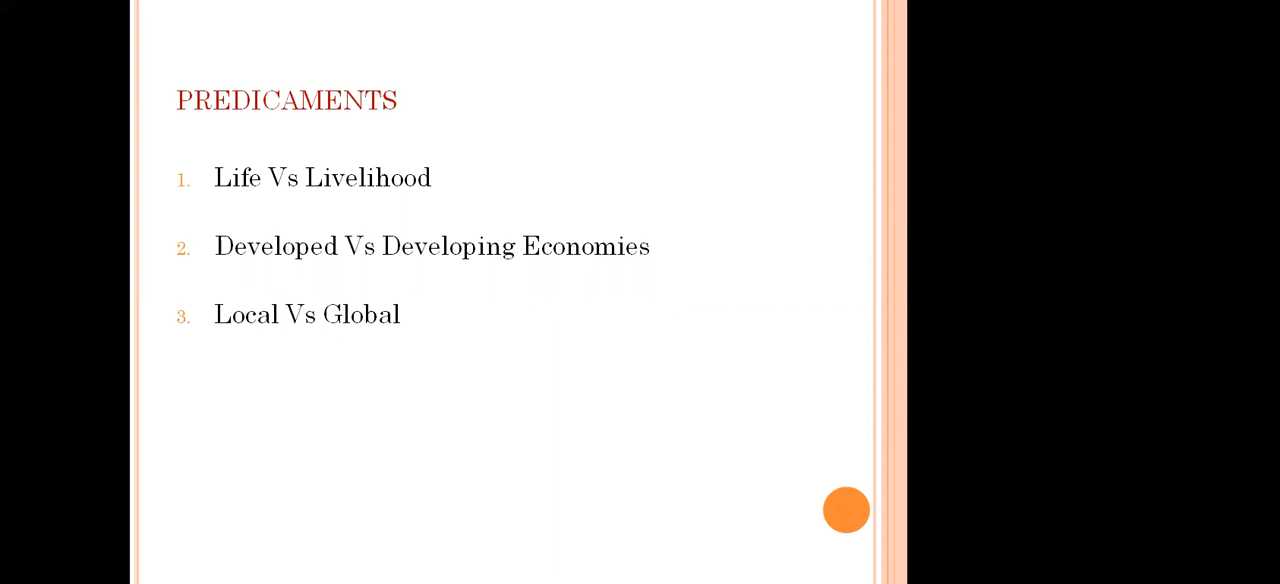 PREDICAMENTS
1. Life Vs Livelihood
2. Developed Vs Developing Economies
3. Local Vs Global